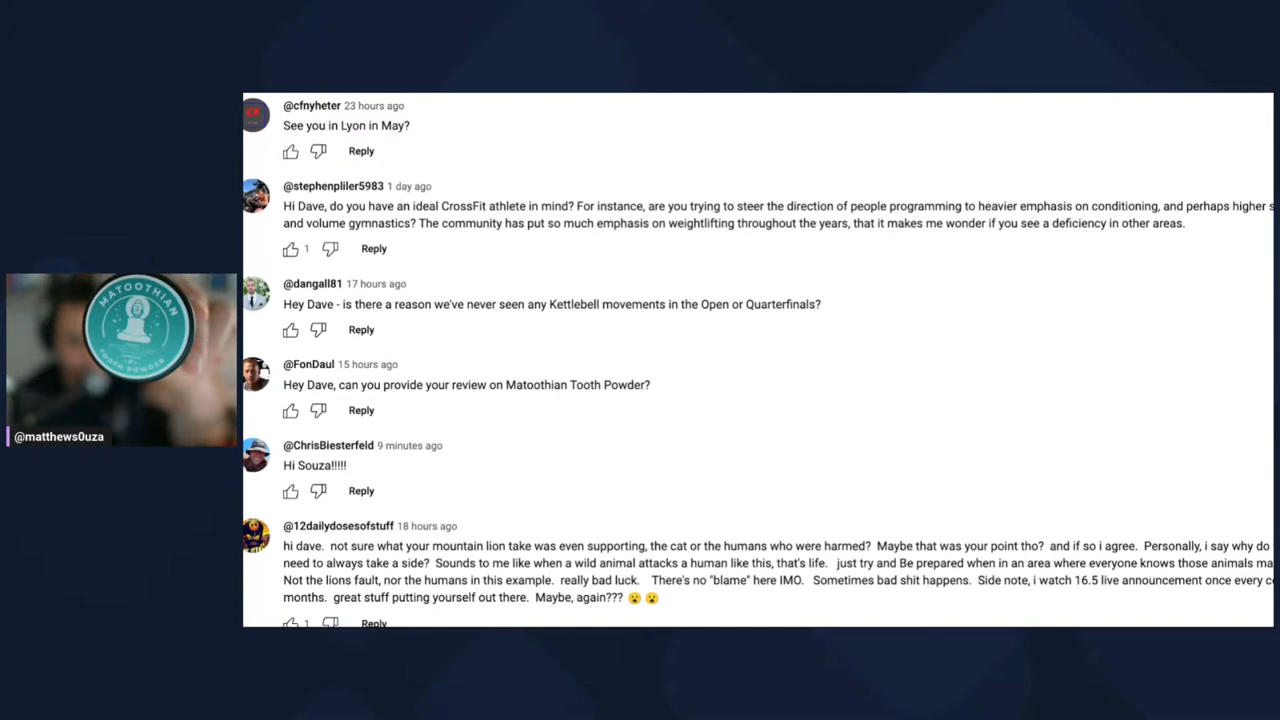 @cfnyheter 23 hours ago
See you in Lyon in May?
Reply
@stephenpliler5983 1 day ago
Hi Dave, do you have an ideal CrossFit athlete in mind? For instance, are you trying to steer the direction of people programming to heavier emphasis on conditioning, and perhaps higher s
and volume gymnastics? The community has put so much emphasis on weightlifting throughout the years, that it makes me wonder if you see a deficiency in other areas.
1 Reply
@dangall81 17 hours ago
Hey Dave - is there a reason we've never seen any Kettlebell movements in the Open or Quarterfinals?
Reply
@FonDaul 15 hours ago
Hey Dave, can you provide your review on Matoothian Tooth Powder?
Reply
@ChrisBiesterfeld 9 minutes ago
Hi Souza!!!!!
Reply
@12dailydosesofstuff 18 hours ago
hi dave. not sure what your mountain lion take was even supporting, the cat or the humans who were harmed? Maybe that was your point tho? and if so i agree. Personally, i say why do
need to always take a side? Sounds to me like when a wild animal attacks a human like this, that's life. just try and Be prepared when in an area where everyone knows those animals ma
Not the lions fault, nor the humans in this example. really bad luck. There's no "blame" here IMO. Sometimes bad shit happens. Side note, i watch 16.5 live announcement once every c
months. great stuff putting yourself out there. Maybe, again??? 😮 😮
1 Reply
MATOOTHIAN
TOOTH POWDER
@matthews0uza